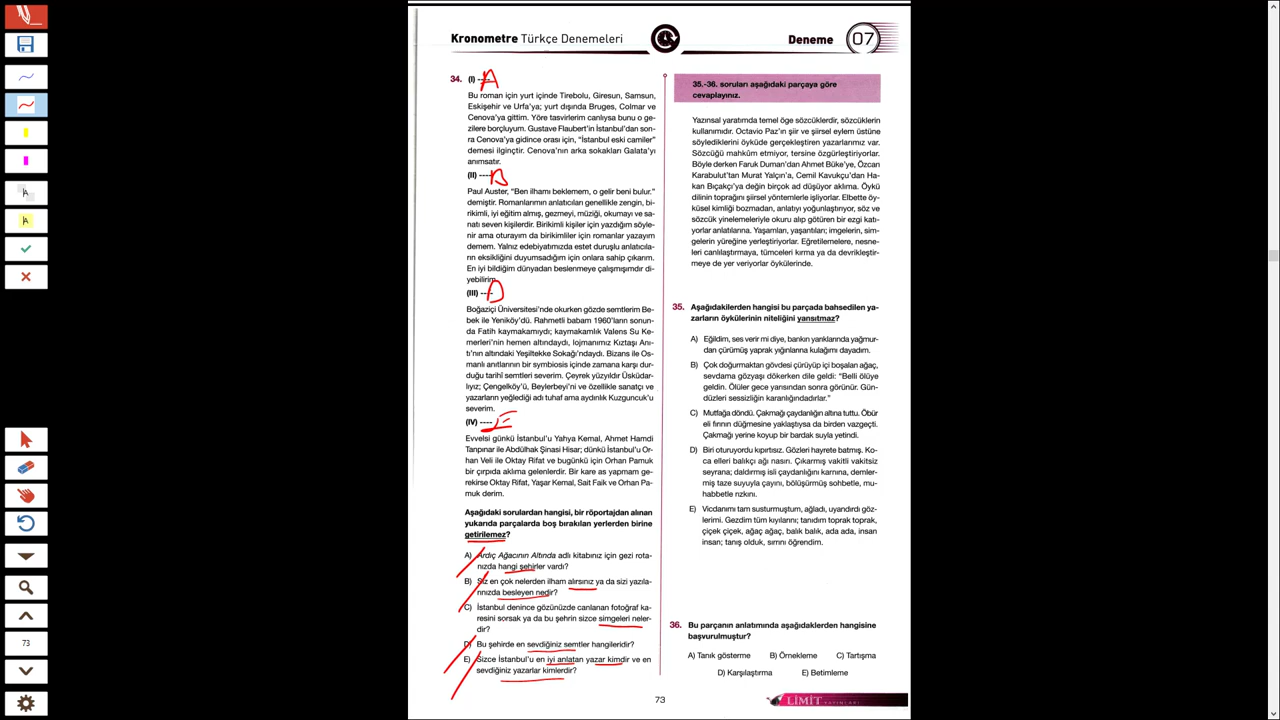 Kronometre Türkçe Denemeleri
Deneme 07
34. (I) ---- A
Bu roman için yurt içinde Tirebolu, Giresun, Samsun,
Eskişehir ve Urfa'ya; yurt dışında Bruges, Colmar ve
Cenova'ya gittim. Yöre tasvirlerim canlıysa bunu o ge-
zilere borçluyum. Gustave Flaubert'in İstanbul'dan son-
ra Cenova'ya gidince orası için, "İstanbul eski camiler"
demesi ilginçtir. Cenova'nın arka sokakları Galata'yı
anımsatır.
(II) ---- B
Paul Auster, "Ben ilhamı beklemem, o gelir beni bulur."
demiştir. Romanlarımın anlatıcıları genellikle zengin, bi-
rikimli, iyi eğitim almış, gezmeyi, müziği, okumayı ve sa-
natı seven kişilerdir. Birikimli kişiler için yazdığım söyle-
nir ama oturayım da birikimliler için romanlar yazayım
demem. Yalnız edebiyatımızda estet duruşlu anlatıcıla-
rın eksikliğini duyumsadığım için onlara sahip çıkarım.
En iyi bildiğim dünyadan beslenmeye çalışmışımdır di-
yebilirim.
(III) ---- D
Boğaziçi Üniversitesi'nde okurken gözde semtlerim Be-
bek ile Yeniköy'dü. Rahmetli babam 1960'ların sonun-
da Fatih kaymakamıydı; kaymakamlık Valens Su Ke-
merleri'nin hemen altındaydı, lojmanımız Kıztaşı Anı-
tı'nın altındaki Yeşiltekke Sokağı'ndaydı. Bizans ile Os-
manlı anıtlarının bir symbiosis içinde zamana karşı dur-
duğu tarihî semtleri severim. Çeyrek yüzyıldır Üsküdar-
lıyız; Çengelköy'ü, Beylerbeyi'ni ve özellikle sanatçı ve
yazarların yeğlediği adı tuhaf ama aydınlık Kuzguncuk'u
severim.
(IV) ---- E
Evvelsi günkü İstanbul'u Yahya Kemal, Ahmet Hamdi
Tanpınar ile Abdülhak Şinasi Hisar; dünkü İstanbul'u Or-
han Veli ile Oktay Rifat ve bugünkü için Orhan Pamuk
bir çırpıda aklıma gelenlerdir. Bir kare as yapmam ge-
rekirse Oktay Rifat, Yaşar Kemal, Sait Faik ve Orhan Pa-
muk derim.
Aşağıdaki sorulardan hangisi, bir röportajdan alınan
yukarıda parçalarda boş bırakılan yerlerden birine
getirilemez?
A) Ardıç Ağacının Altında adlı kitabınız için gezi rota-
nızda hangi şehirler vardı?
B) Siz en çok nelerden ilham alırsınız ya da sizi yazıla-
rınızda besleyen nedir?
C) İstanbul denince gözünüzde canlanan fotoğraf ka-
resini sorsak ya da bu şehrin sizce simgeleri neler-
dir?
D) Bu şehirde en sevdiğiniz semtler hangileridir?
E) Sizce İstanbul'u en iyi anlatan yazar kimdir ve en
sevdiğiniz yazarlar kimlerdir?
35.-36. soruları aşağıdaki parçaya göre
cevaplayınız.
Yazınsal yaratımda temel öge sözcüklerdir, sözcüklerin
kullanımıdır. Octavio Paz'ın şiir ve şiirsel eylem üstüne
söylediklerini öyküde gerçekleştiren yazarlarımız var.
Sözcüğü mahkûm etmiyor, tersine özgürleştiriyorlar.
Böyle derken Faruk Duman'dan Ahmet Büke'ye, Özcan
Karabulut'tan Murat Yalçın'a, Cemil Kavukçu'dan Ha-
kan Bıçakçı'ya değin birçok ad düşüyor aklıma. Öykü
dilinin toprağını şiirsel yöntemlerle işliyorlar. Elbette öy-
küsel kimliği bozmadan, anlatıyı yoğunlaştırıyor, söz ve
sözcük yinelemeleriyle okuru alıp götüren bir ezgi katı-
yorlar anlatılarına. Yaşamları, yaşantıları; imgelerin, sim-
gelerin yüreğine yerleştiriyorlar. Eğretilemelere, nesne-
leri canlılaştırmaya, tümceleri kırma ya da devrikleştir-
meye de yer veriyorlar öykülerinde.
35. Aşağıdakilerden hangisi bu parçada bahsedilen ya-
zarların öykülerinin niteliğini yansıtmaz?
A) Eğildim, ses verir mi diye, bankın yarıklarında yağmur-
dan çürümüş yaprak yığınlarına kulağımı dayadım.
B) Çok doğurmaktan gövdesi çürüyüp içi boşalan ağaç,
sevdama gözyaşı dökerken dile geldi: "Belli ölüye
geldin. Ölüler gece yarısından sonra görünür. Gün-
düzleri sessizliğin karanlığındadırlar."
C) Mutfağa döndü. Çakmağı çaydanlığın altına tuttu. Öbür
eli fırının düğmesine yaklaştıysa da birden vazgeçti.
Çakmağı yerine koyup bir bardak suyla yetindi.
D) Biri oturuyordu kıpırtısız. Gözleri hayrete batmış. Ko-
ca elleri balıkçı ağı nasırı. Çıkarmış vakitli vakitsiz
seyrana; daldırmış isli çaydanlığını karnına, demler-
miş taze suyuyla çayını, bölüşürmüş sohbetle, mu-
habbetle rızkını.
E) Vicdanımı tam susturmuştum, ağladı, uyandırdı göz-
lerimi. Gezdim tüm kıyılarını; tanıdım toprak toprak,
çiçek çiçek, ağaç ağaç, balık balık, ada ada, insan
insan; tanış olduk, sırrını öğrendim.
36. Bu parçanın anlatımında aşağıdakilerden hangisine
başvurulmuştur?
A) Tanık gösterme B) Örnekleme C) Tartışma
D) Karşılaştırma E) Betimleme
73
LİMİT YAYINLARI
73
A
A